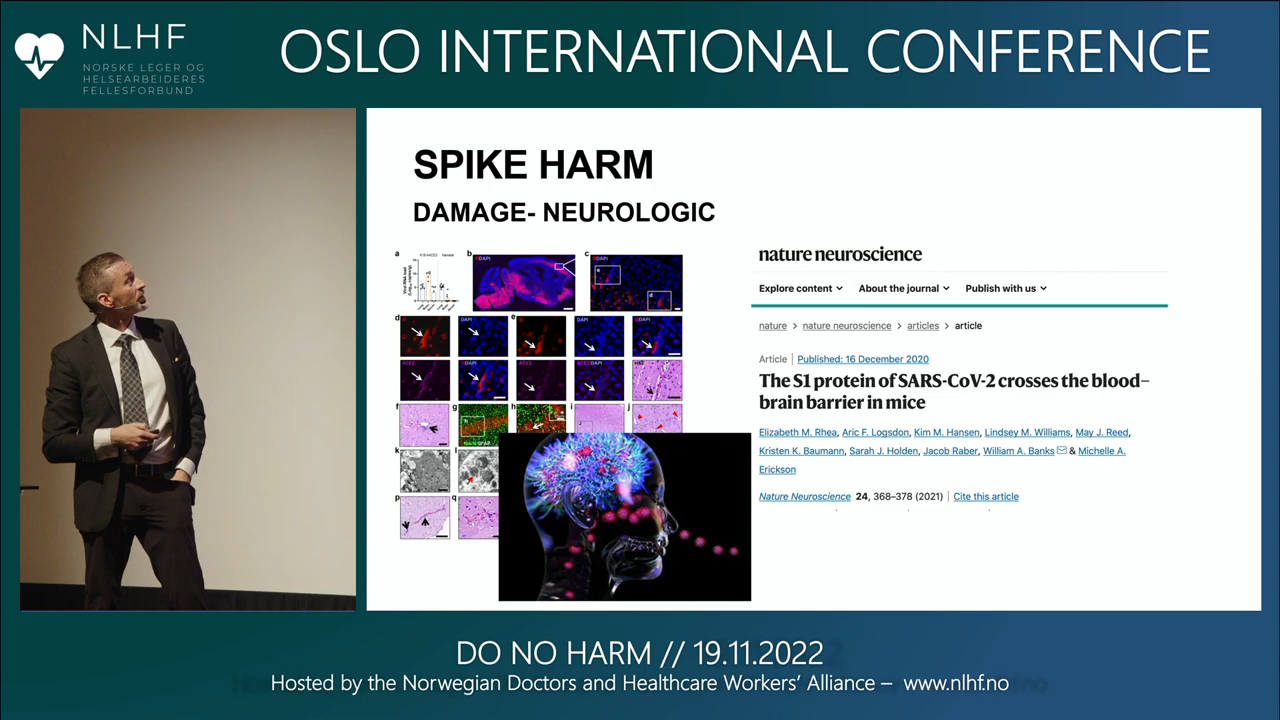 NLHF
NORSKE LEGER OG
HELSEARBEIDERES
FELLESFORBUND
OSLO INTERNATIONAL CONFERENCE
SPIKE HARM
DAMAGE- NEUROLOGIC
a
b
c
d
e
f
g
h
i
j
k
l
p
q
nature neuroscience
Explore content
About the journal
Publish with us
nature > nature neuroscience > articles > article
Article | Published: 16 December 2020
The S1 protein of SARS-CoV-2 crosses the blood–
brain barrier in mice
Elizabeth M. Rhea, Aric F. Logsdon, Kim M. Hansen, Lindsey M. Williams, May J. Reed,
Kristen K. Baumann, Sarah J. Holden, Jacob Raber, William A. Banks & Michelle A.
Erickson
Nature Neuroscience 24, 368–378 (2021) | Cite this article
DO NO HARM // 19.11.2022
Hosted by the Norwegian Doctors and Healthcare Workers' Alliance – www.nlhf.no